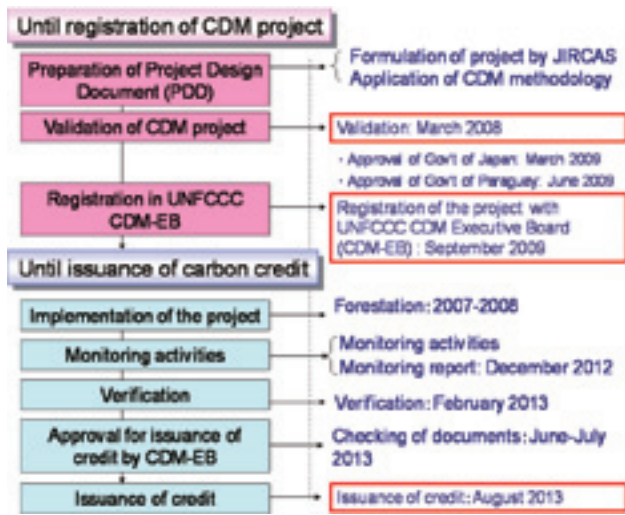 Until registration of CDM project
Preparation of Project Design
Document (PDD)
Formulation of project by JIRCAS
Application of CDM methodology
Validation of CDM project
Validation: March 2008
· Approval of Gov't of Japan: March 2009
· Approval of Gov't of Paraguay: June 2009
Registration in UNFCCC
CDM-EB
Registration of the project with
UNFCCC CDM Executive Board
(CDM-EB) : September 2009
Until issuance of carbon credit
Implementation of the project
Forestation: 2007-2008
Monitoring activities
Monitoring activities
Monitoring report: December 2012
Verification
Verification: February 2013
Approval for issuance of
credit by CDM-EB
Checking of documents: June-July
2013
Issuance of credit
Issuance of credit: August 2013